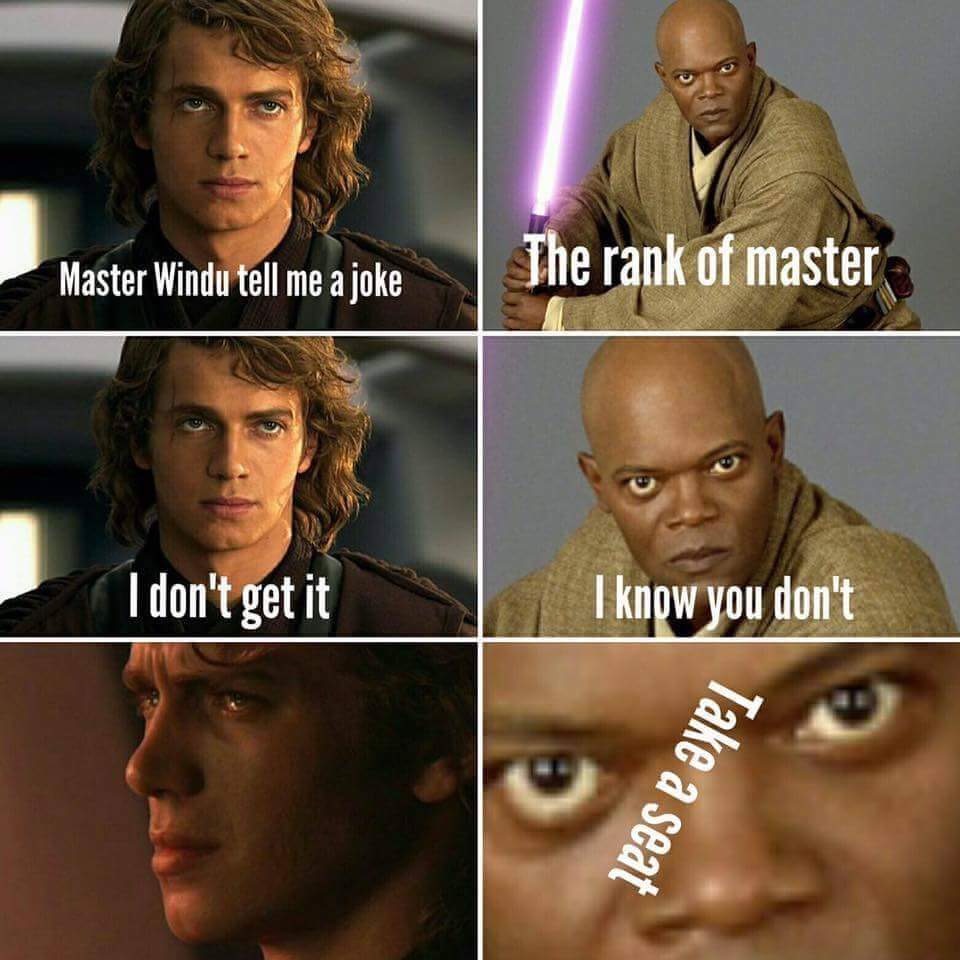 Master Windu tell me a joke
The rank of master
I don't get it
I know you don't
Take a seat